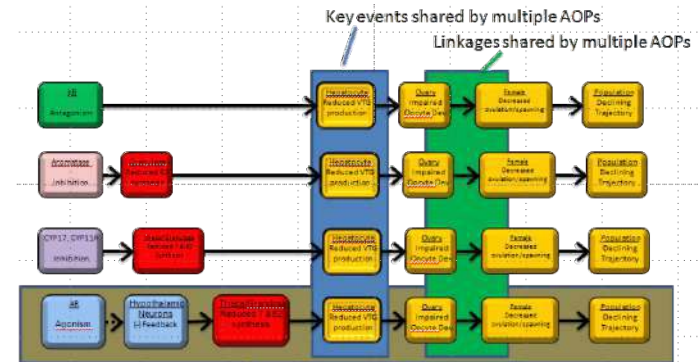 Key events shared by multiple AOPs
Linkages shared by multiple AOPs
Antagonism
Hepatocyte
Reduced VTG
production
Ovary
Impaired
Oocyte Dev
Female
Decreased
ovulation/spawning
Population
Declining
Trajectory
Aromatase
Inhibition
Hepatocyte
Reduced VTG
production
Ovary
Impaired
Oocyte Dev
Female
Decreased
ovulation/spawning
Population
Declining
Trajectory
CYP17, CYP11A
Inhibition
Hepatocyte
Reduced VTG
production
Ovary
Impaired
Oocyte Dev
Female
Decreased
ovulation/spawning
Population
Declining
Trajectory
Agonism
Hypothalamic
Neurons
Feedback
synthesis
Hepatocyte
Reduced VTG
production
Ovary
Impaired
Oocyte Dev
Female
Decreased
ovulation/spawning
Population
Declining
Trajectory